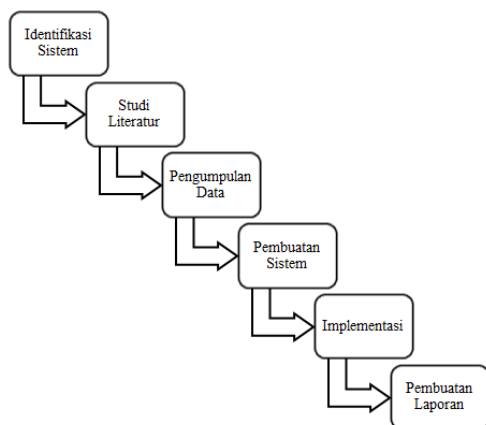 Identifikasi
Sistem
Studi
Literatur
Pengumpulan
Data
Pembuatan
Sistem
Implementasi
Pembuatan
Laporan